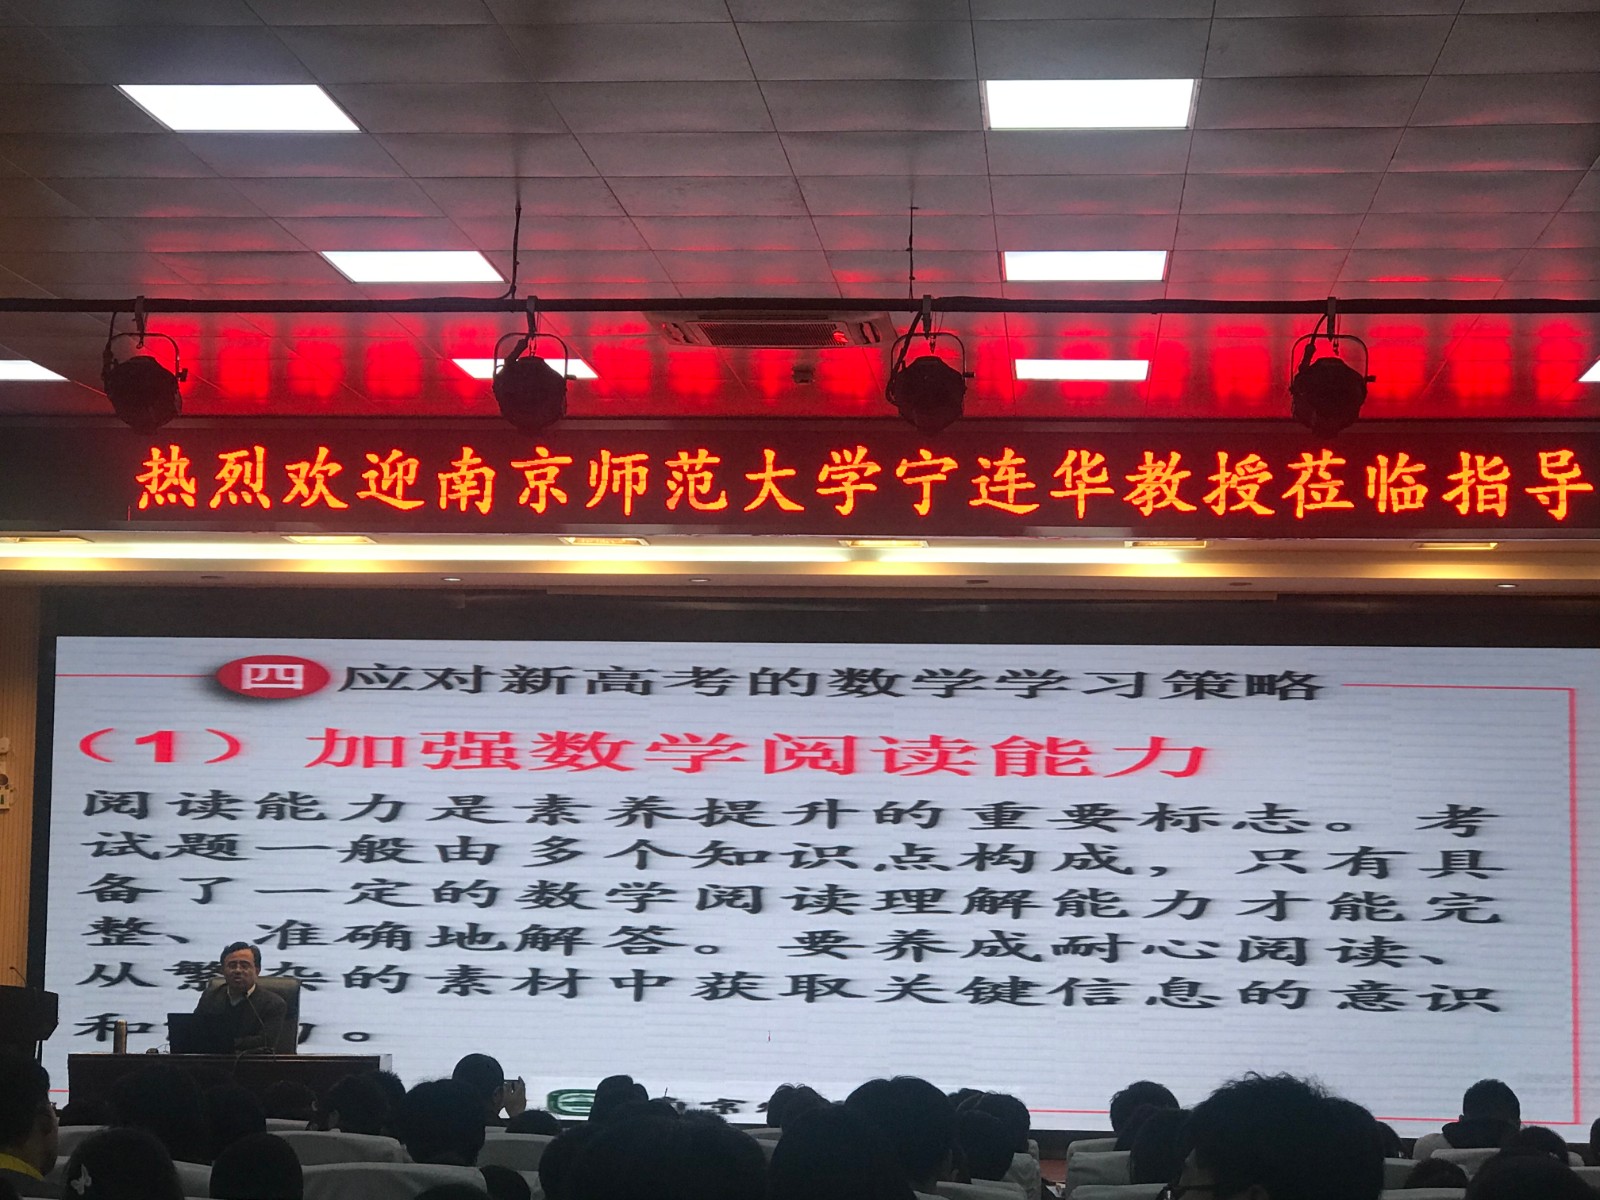 热烈欢迎南京师范大学宁连华教授莅临指导
四 应对新高考的数学学习策略
（1）加强数学阅读能力
阅读能力是素养提升的重要标志。考
试题一般由多个知识点构成，只有具
备了一定的数学阅读理解能力才能完
整、准确地解答。要养成耐心阅读、
从繁杂的素材中获取关键信息的意识
和 。
南京